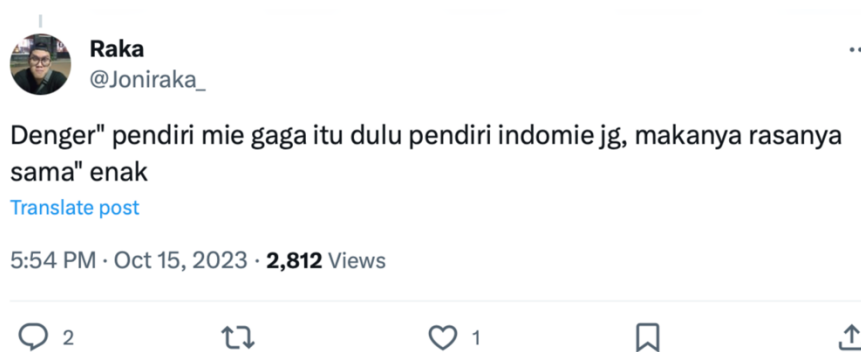 Raka
@Joniraka_
Denger" pendiri mie gaga itu dulu pendiri indomie jg, makanya rasanya
sama" enak
Translate post
5:54 PM · Oct 15, 2023 · 2,812 Views
2
1